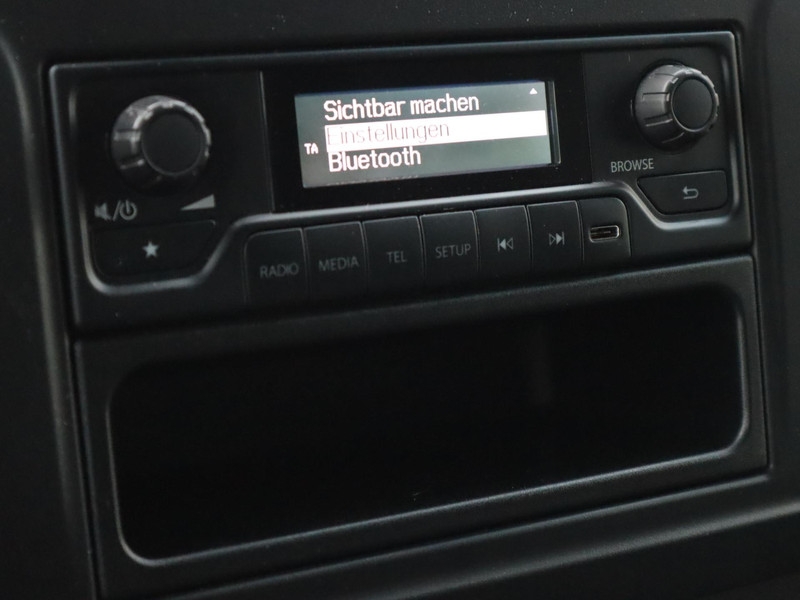 Sichtbar machen
Einstellungen
TA
Bluetooth
BROWSE
RADIO
MEDIA
TEL
SETUP